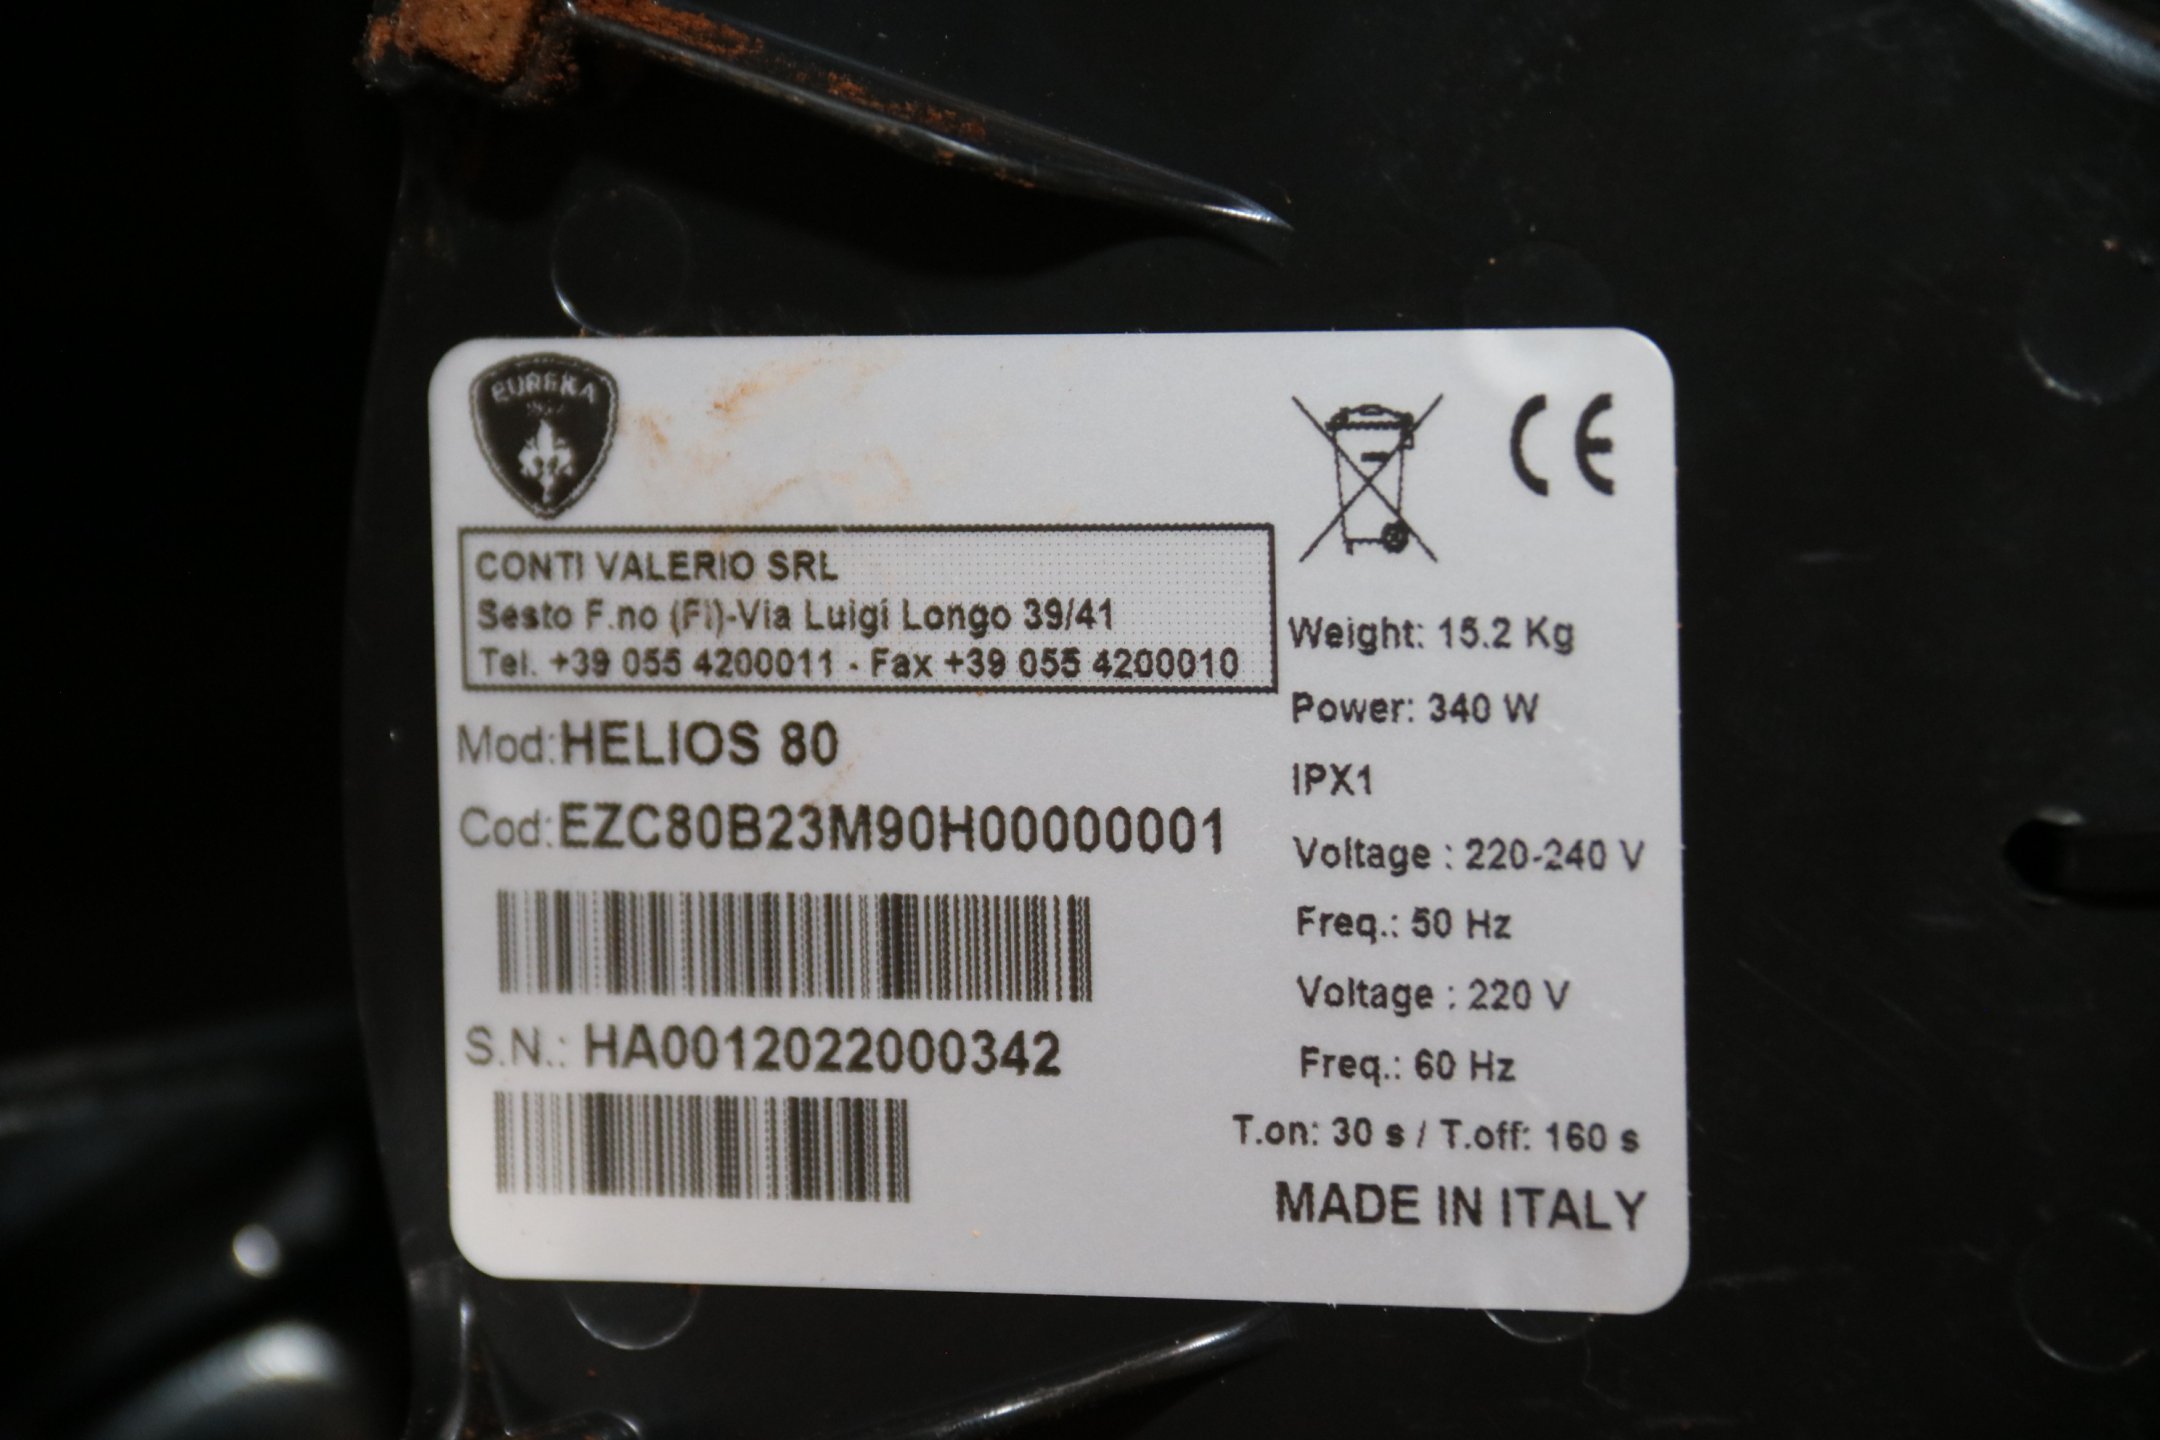 EUREKA
CONTI VALERIO SRL
Sesto F.no (FI)-Via Luigi Longo 39/41
Tel. +39 055 4200011 - Fax +39 055 4200010
Mod:HELIOS 80
Cod:EZC80B23M90H00000001
S.N.: HA0012022000342
CE
Weight: 15.2 Kg
Power: 340 W
IPX1
Voltage : 220-240 V
Freq.: 50 Hz
Voltage : 220 V
Freq.: 60 Hz
T.on: 30 s / T.off: 160 s
MADE IN ITALY